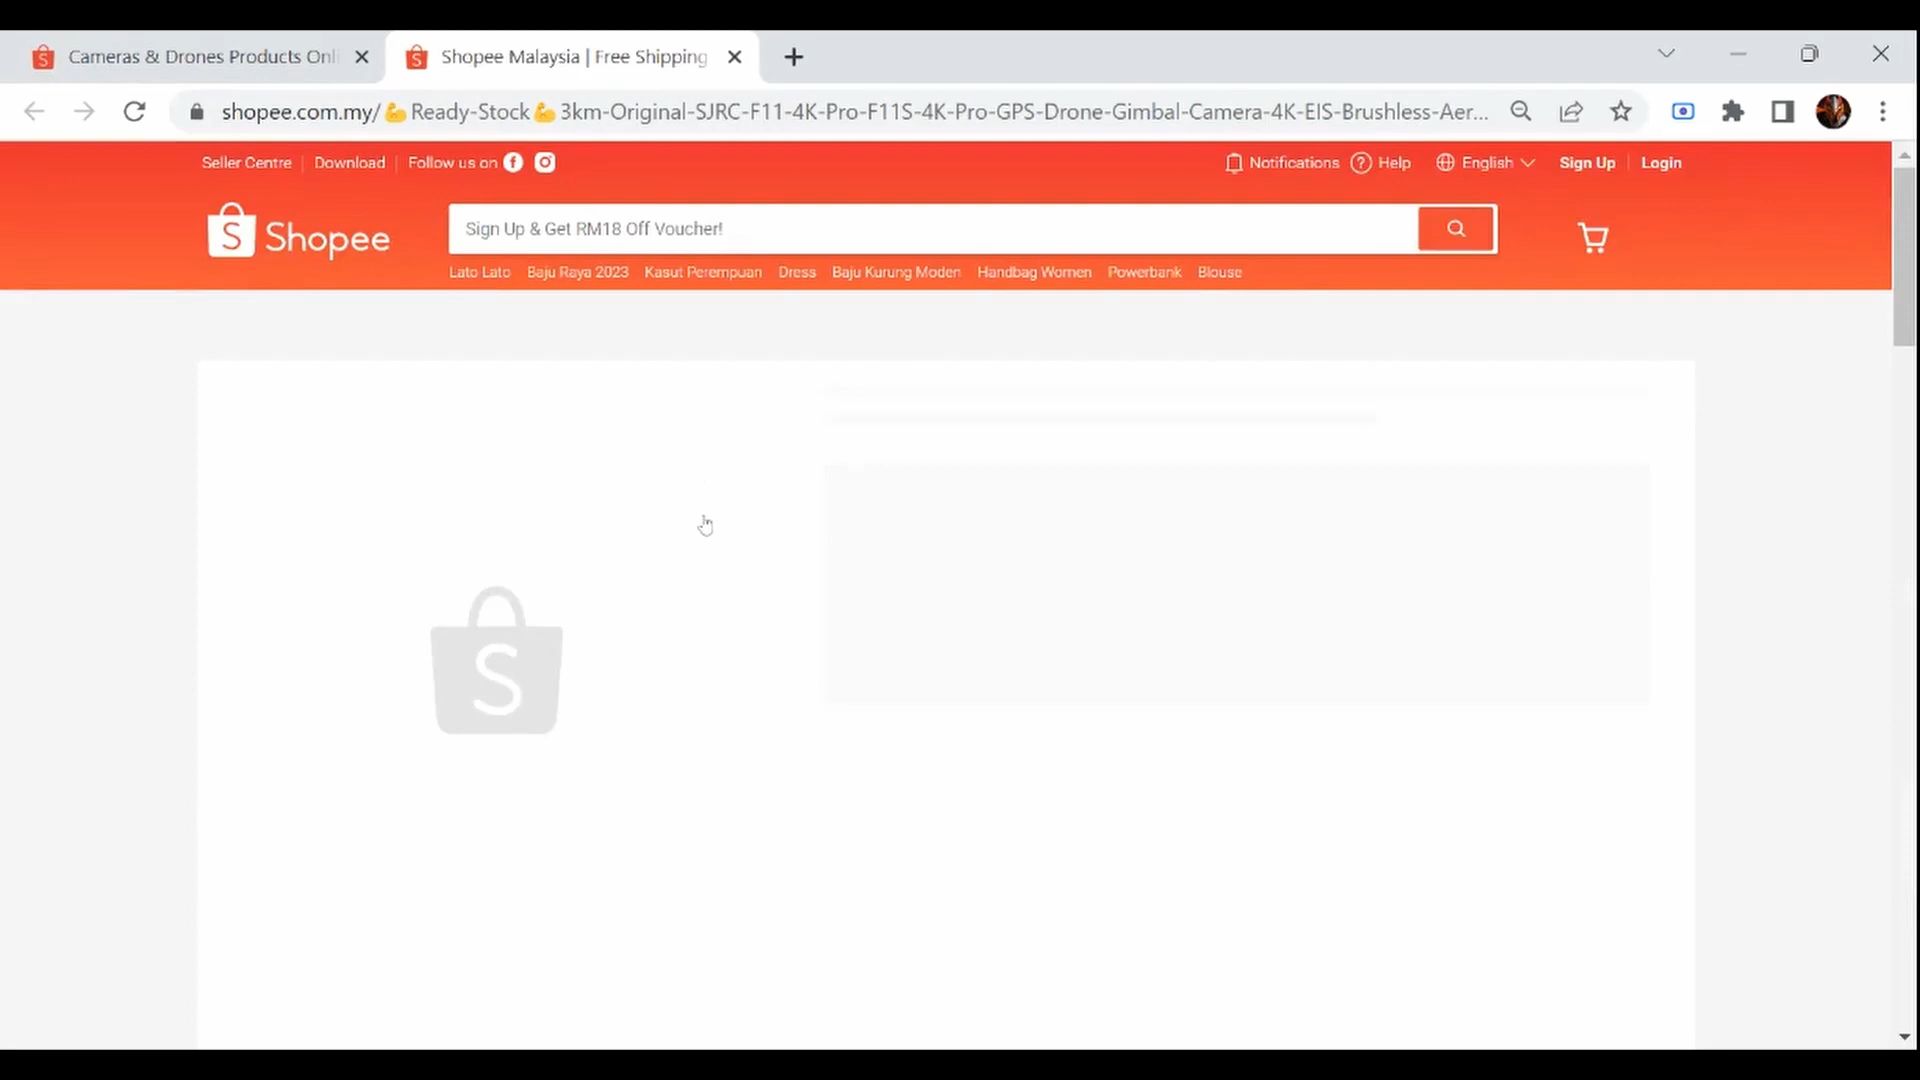 Cameras & Drones Products Onli
Shopee Malaysia | Free Shipping
shopee.com.my/💪Ready-Stock💪3km-Original-SJRC-F11-4K-Pro-F11S-4K-Pro-GPS-Drone-Gimbal-Camera-4K-EIS-Brushless-Aer...
Seller Centre Download Follow us on Notifications Help English Sign Up Login
Shopee Sign Up & Get RM18 Off Voucher!
Lato Lato Baju Raya 2023 Kasut Perempuan Dress Baju Kurung Moden Handbag Women Powerbank Blouse